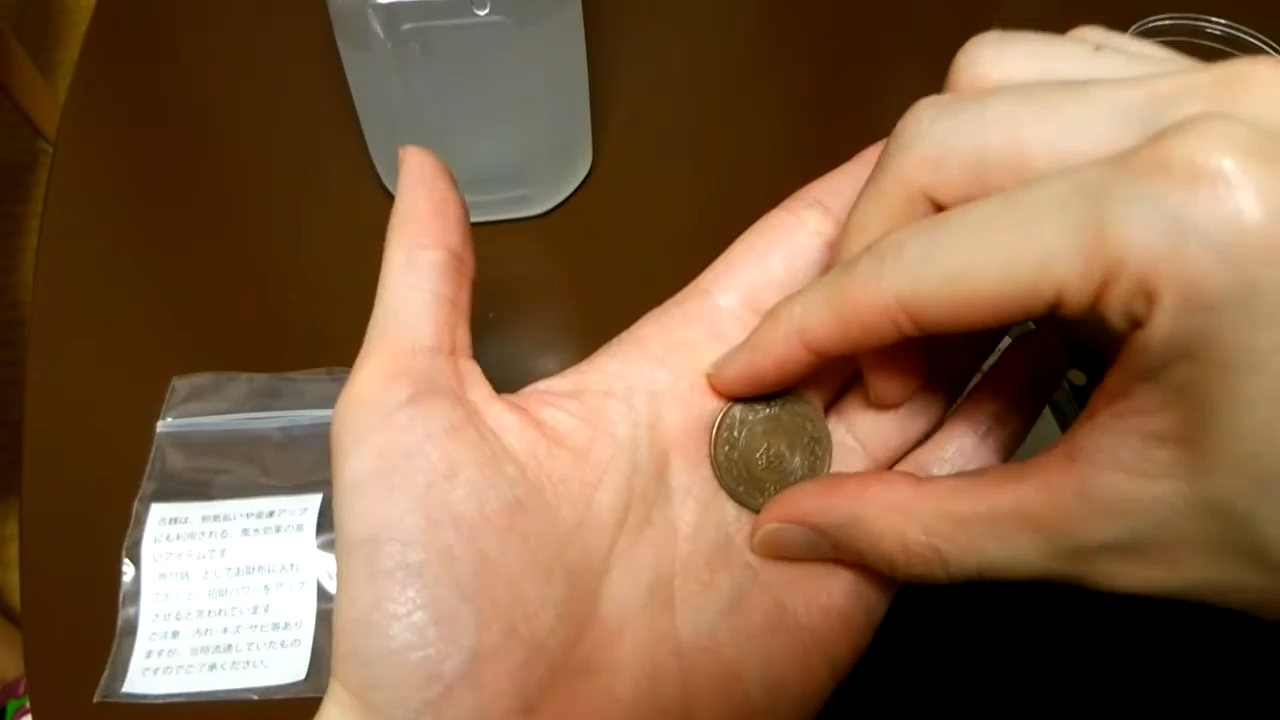 古銭は、邪気払いや金運アップ
にも利用される、風水効果の高
いアイテムです
「寄り銭」としてお財布に入れ
ておくと、招財パワーをアップ
させると言われています
ご注意 汚れ・キズ・サビ等あり
ますが、当時流通していたもの
ですのでご了承ください。